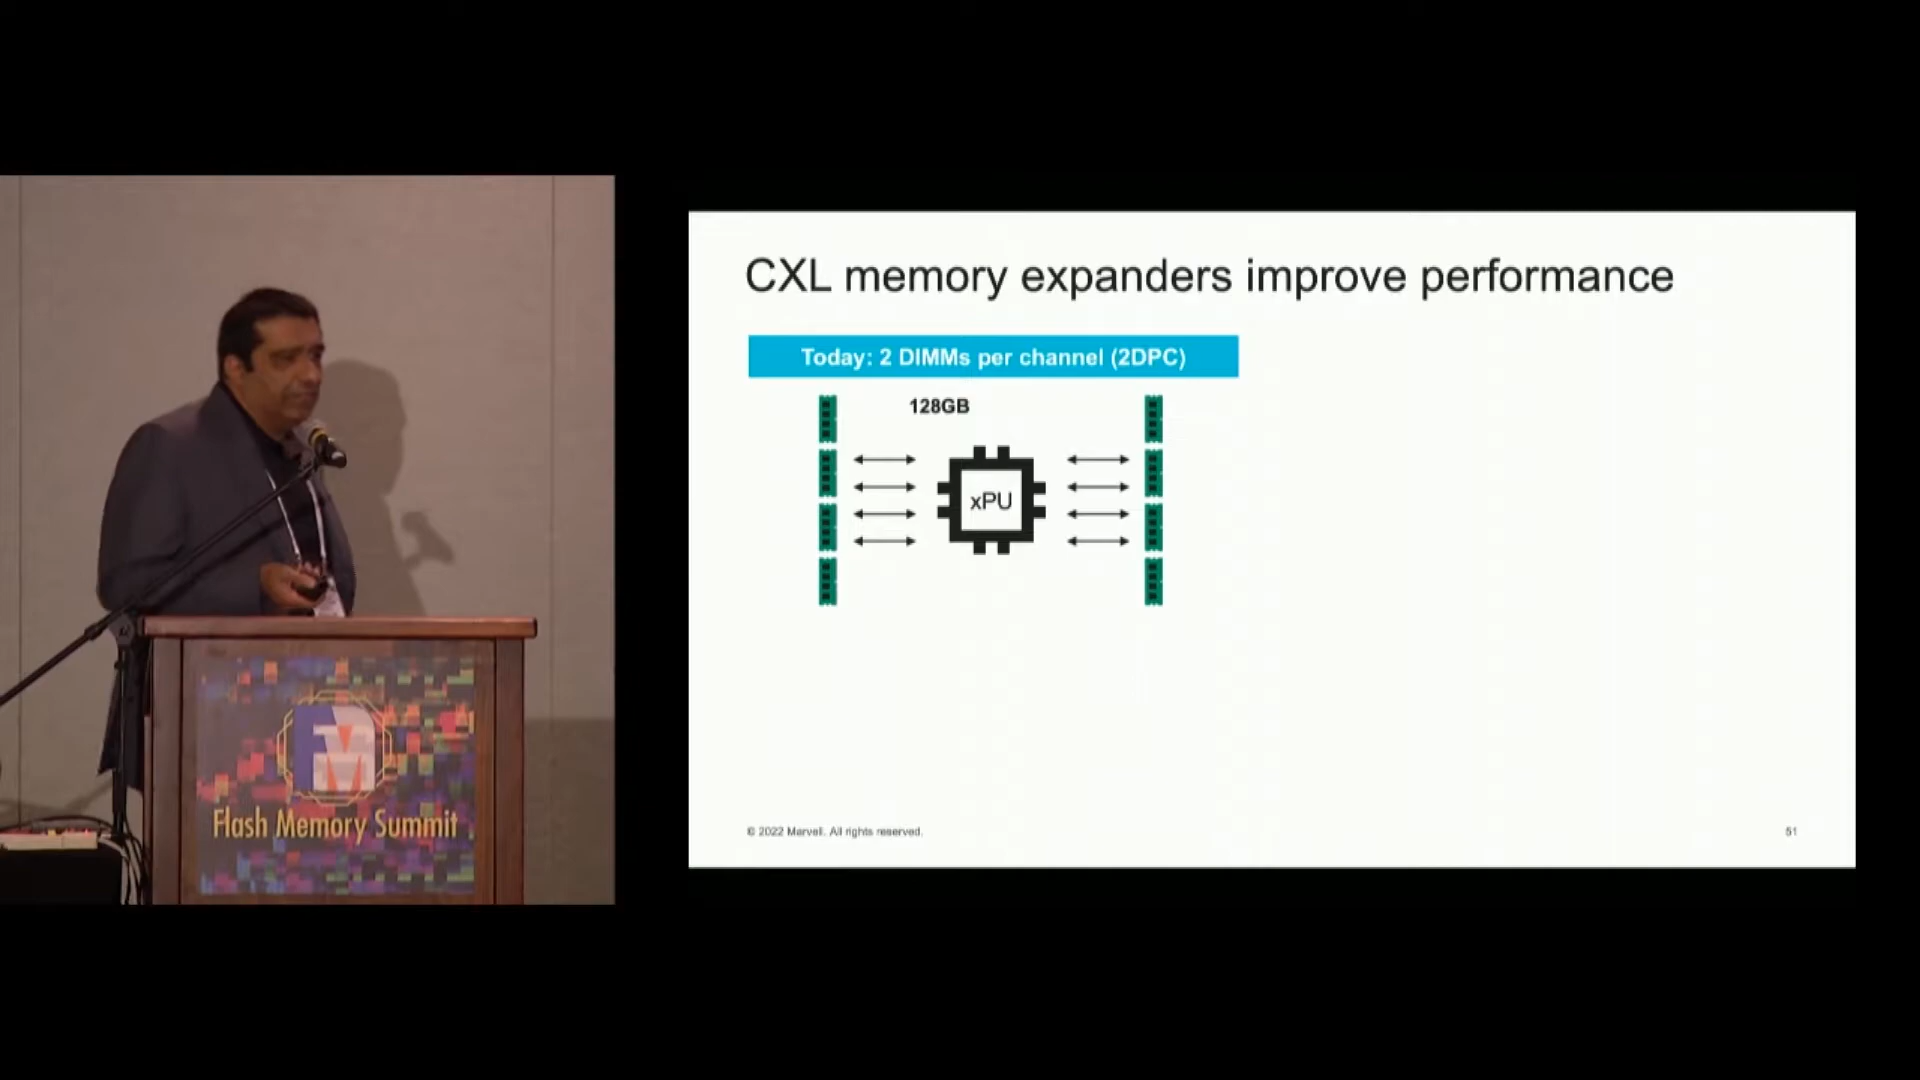 CXL memory expanders improve performance
Today: 2 DIMMs per channel (2DPC)
128GB
xPU
© 2022 Marvell. All rights reserved.
51
FM
Flash Memory Summit